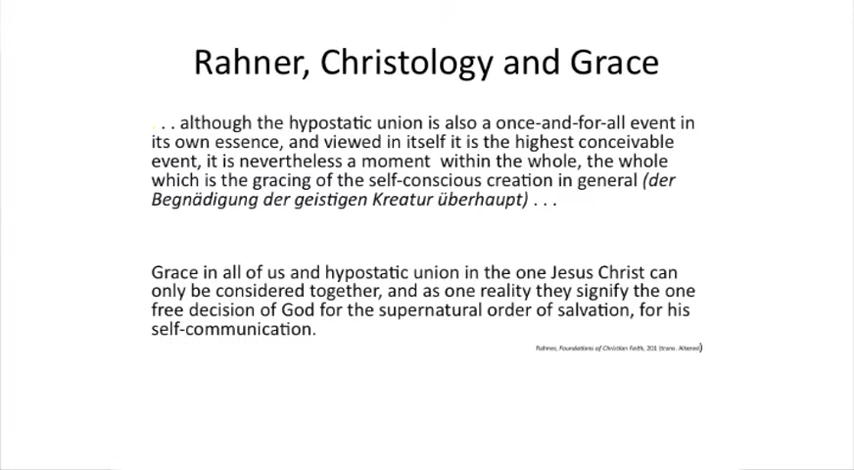 Rahner, Christology and Grace
. . . although the hypostatic union is also a once-and-for-all event in
its own essence, and viewed in itself it is the highest conceivable
event, it is nevertheless a moment within the whole, the whole
which is the gracing of the self-conscious creation in general (der
Begnädigung der geistigen Kreatur überhaupt) . . .
Grace in all of us and hypostatic union in the one Jesus Christ can
only be considered together, and as one reality they signify the one
free decision of God for the supernatural order of salvation, for his
self-communication.
Rahner, Foundations of Christian Faith, 201 (trans. Altered)